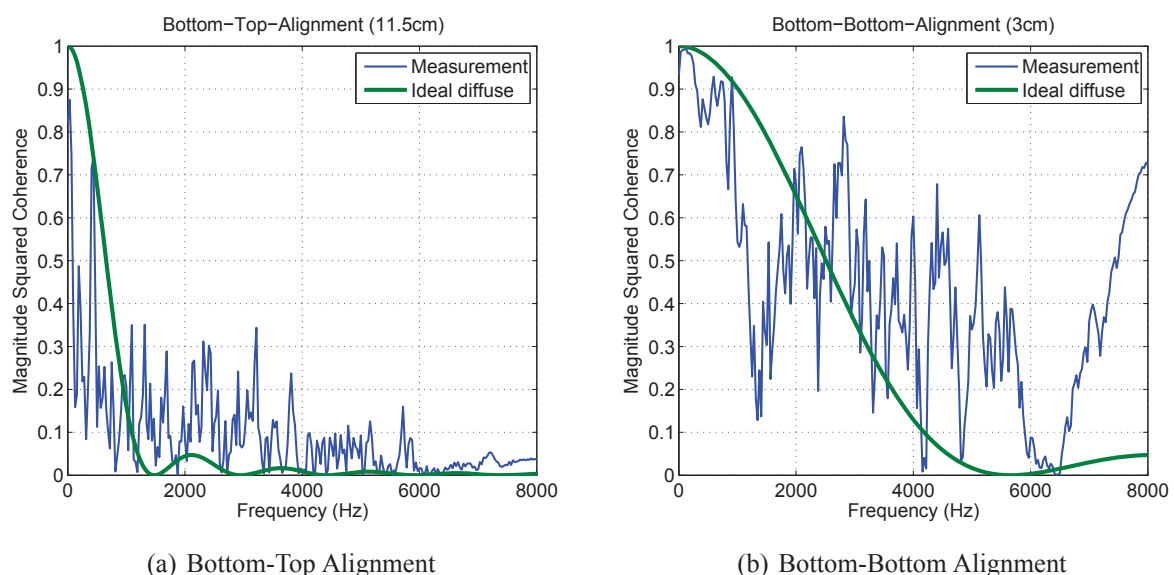 Bottom−Top−Alignment (11.5cm)
1
0.9
0.8
0.7
0.6
0.5
0.4
0.3
0.2
0.1
0
Magnitude Squared Coherence
Measurement
Ideal diffuse
0 2000 4000 6000 8000
Frequency (Hz)
(a) Bottom-Top Alignment
Bottom−Bottom−Alignment (3cm)
1
0.9
0.8
0.7
0.6
0.5
0.4
0.3
0.2
0.1
0
Magnitude Squared Coherence
Measurement
Ideal diffuse
0 2000 4000 6000 8000
Frequency (Hz)
(b) Bottom-Bottom Alignment